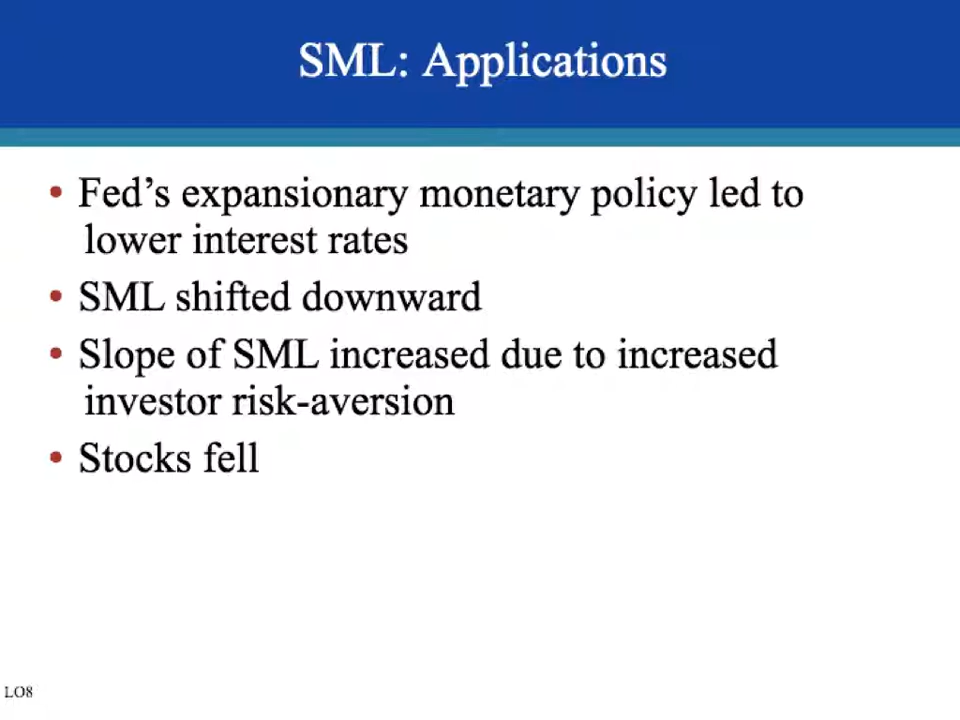 SML: Applications
• Fed’s expansionary monetary policy led to
lower interest rates
• SML shifted downward
• Slope of SML increased due to increased
investor risk-aversion
• Stocks fell
LO8